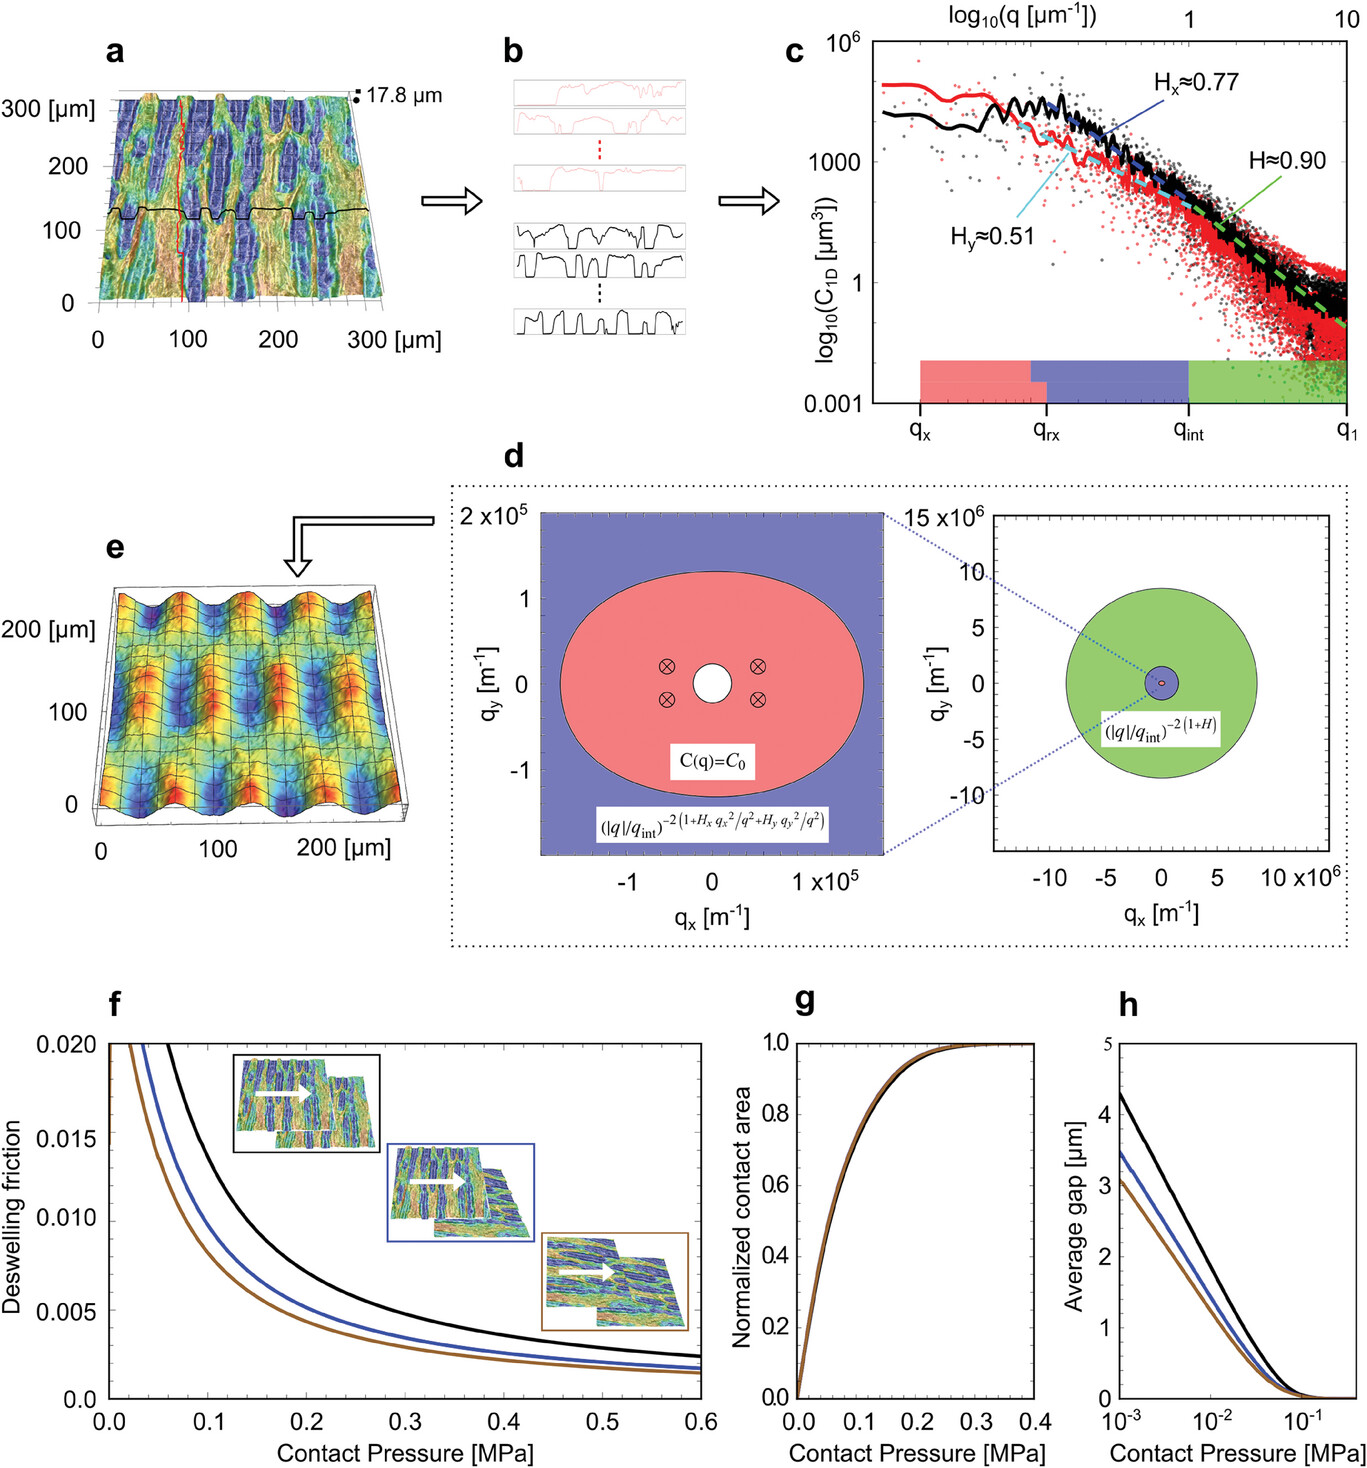 a
17.8 µm
300 [µm]
200
100
0
0
100
200
300 [µm]
b
c
log10(q [µm-1])
1
10
10^6
1000
1
0.001
log10(C1D [µm3])
Hx≈0.77
H≈0.90
Hy≈0.51
qx
qrx
qint
q1
d
2 x10^5
1
0
-1
qy [m-1]
C(q)=C0
(|q|/qint)^-2(1+Hx qx^2/q^2+Hy qy^2/q^2)
-1
0
1 x10^5
qx [m-1]
15 x10^6
10
5
0
-5
-10
qy [m-1]
(|q|/qint)^-2(1+H)
-10
-5
0
5
10 x10^6
qx [m-1]
e
200 [µm]
100
0
0
100
200 [µm]
f
0.020
0.015
0.010
0.005
0.0
Deswelling friction
0.0
0.1
0.2
0.3
0.4
0.5
0.6
Contact Pressure [MPa]
g
1.0
0.8
0.6
0.4
0.2
0.0
Normalized contact area
0.0
0.1
0.2
0.3
0.4
Contact Pressure [MPa]
h
5
4
3
2
1
0
Average gap [µm]
10^-3
10^-2
10^-1
Contact Pressure [MPa]